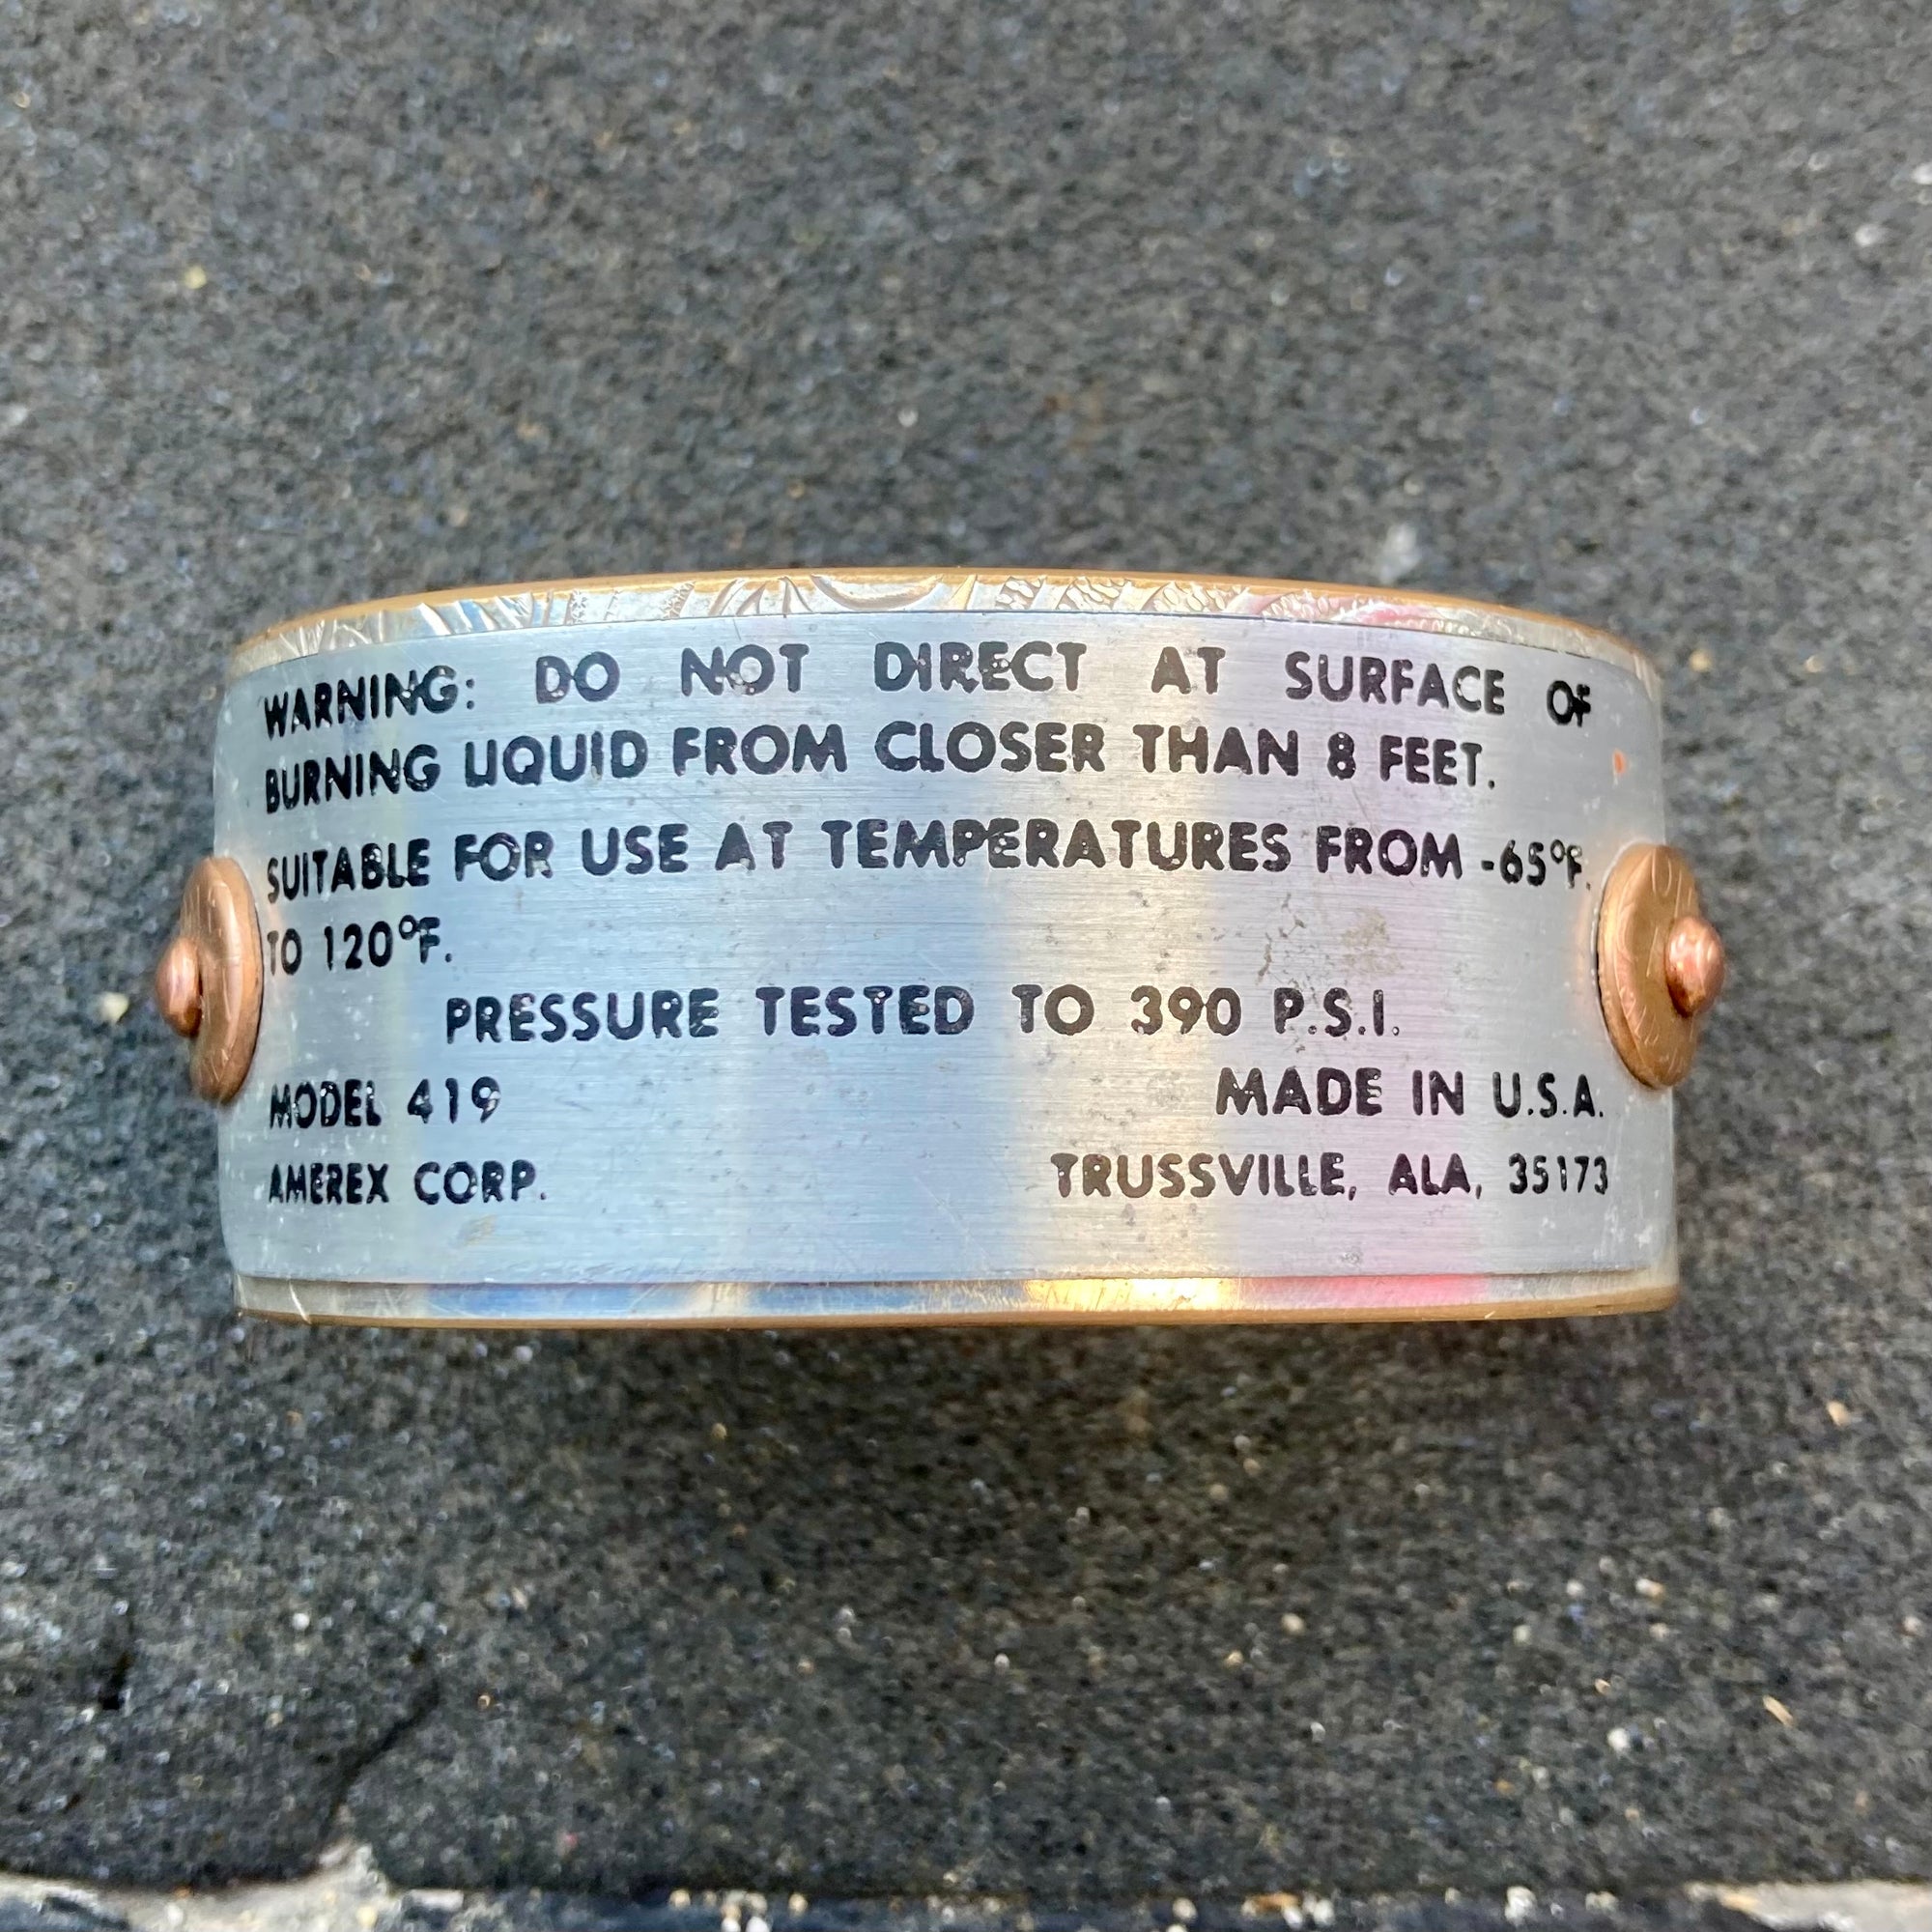 WARNING: DO NOT DIRECT AT SURFACE OF
BURNING LIQUID FROM CLOSER THAN 8 FEET.
SUITABLE FOR USE AT TEMPERATURES FROM -65°F.
TO 120°F.
PRESSURE TESTED TO 390 P.S.I.
MODEL 419 MADE IN U.S.A.
AMEREX CORP. TRUSSVILLE, ALA, 35173